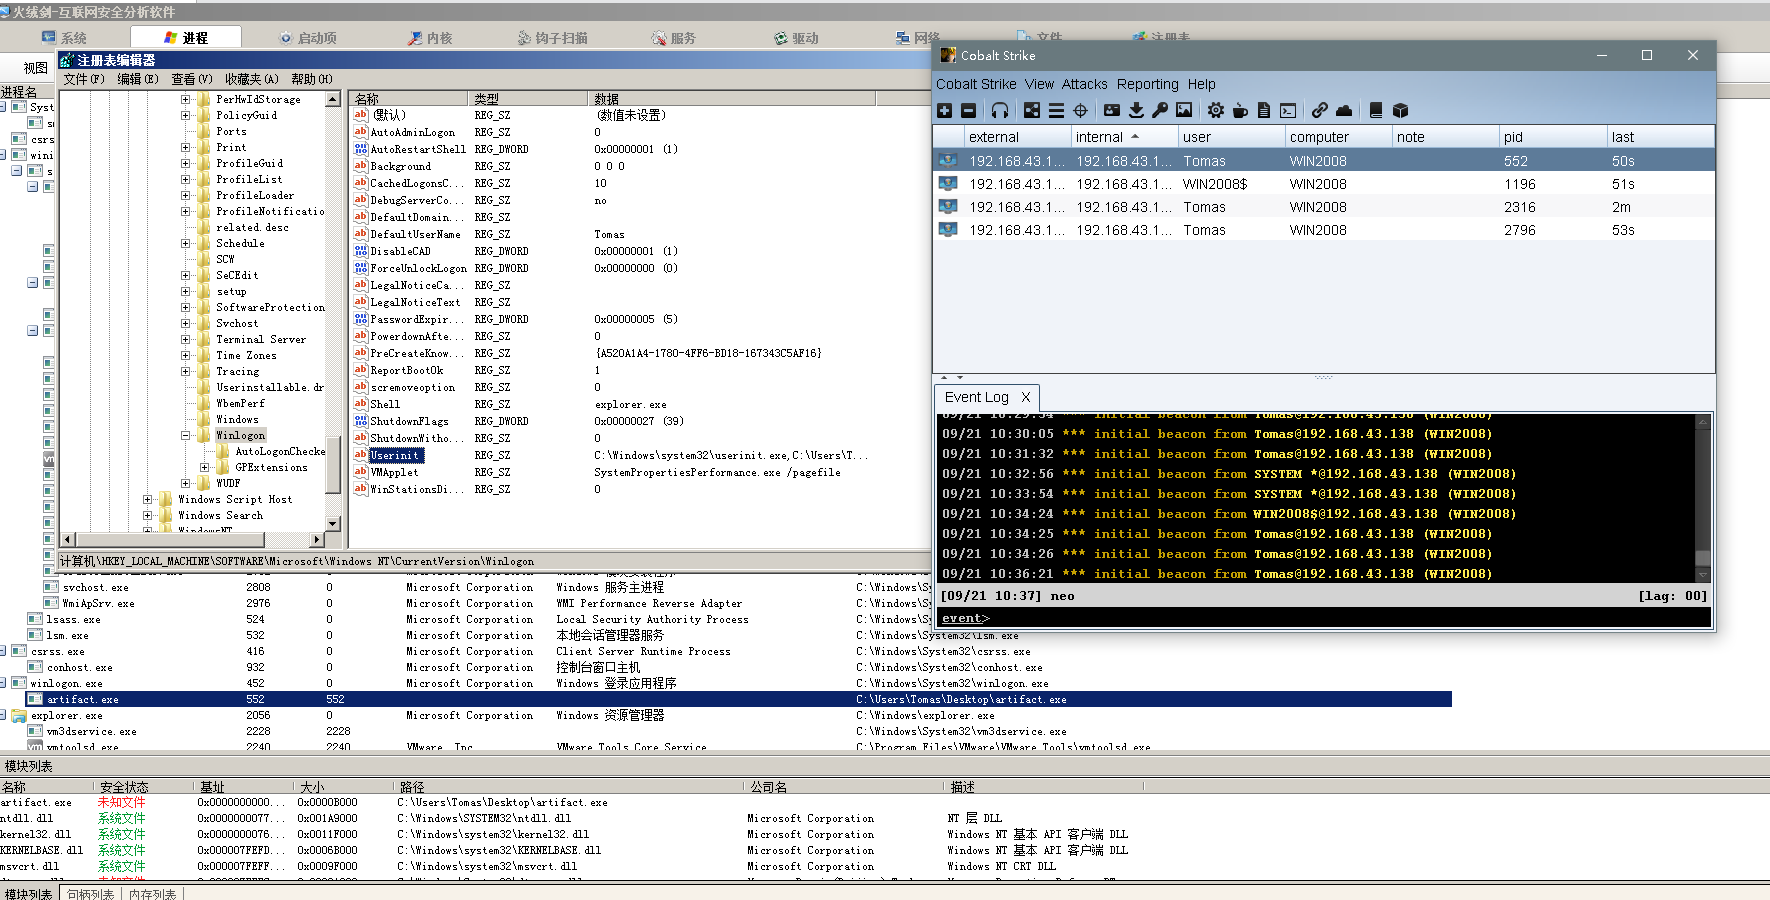 火绒剑-互联网安全分析软件
系统 进程 启动项 内核 钩子扫描 服务 驱动 网络 文件 注册表
视图
进程名
注册表编辑器
文件(F) 编辑(E) 查看(V) 收藏夹(A) 帮助(H)
PerHwIdStorage
PolicyGuid
Ports
Print
ProfileGuid
ProfileList
ProfileLoader
ProfileNotificatio
related.desc
Schedule
SCW
SeCEdit
setup
SoftwareProtection
Svchost
Terminal Server
Time Zones
Tracing
Userinstallable.dr
WbemPerf
Windows
Winlogon
AutoLogonChecke
GPExtensions
WUDF
Windows Script Host
Windows Search
WindowsNT
名称 类型 数据
(默认) REG_SZ (数值未设置)
AutoAdminLogon REG_SZ 0
AutoRestartShell REG_DWORD 0x00000001 (1)
Background REG_SZ 0 0 0
CachedLogonsC... REG_SZ 10
DebugServerCo... REG_SZ no
DefaultDomain... REG_SZ
DefaultUserName REG_SZ Tomas
DisableCAD REG_DWORD 0x00000001 (1)
ForceUnlockLogon REG_DWORD 0x00000000 (0)
LegalNoticeCa... REG_SZ
LegalNoticeText REG_SZ
PasswordExpir... REG_DWORD 0x00000005 (5)
PowerdownAfte... REG_SZ 0
PreCreateKnow... REG_SZ {A520A1A4-1780-4FF6-BD18-167343C5AF16}
ReportBootOk REG_SZ 1
scremoveoption REG_SZ 0
Shell REG_SZ explorer.exe
ShutdownFlags REG_DWORD 0x00000027 (39)
ShutdownWitho... REG_SZ 0
Userinit REG_SZ C:\Windows\system32\userinit.exe,C:\Users\T...
VMApplet REG_SZ SystemPropertiesPerformance.exe /pagefile
WinStationsDi... REG_SZ 0
计算机\HKEY_LOCAL_MACHINE\SOFTWARE\Microsoft\Windows NT\CurrentVersion\Winlogon
Cobalt Strike
Cobalt Strike View Attacks Reporting Help
external internal user computer note pid last
192.168.43.1... 192.168.43.1... Tomas WIN2008 552 50s
192.168.43.1... 192.168.43.1... WIN2008$ WIN2008 1196 51s
192.168.43.1... 192.168.43.1... Tomas WIN2008 2316 2m
192.168.43.1... 192.168.43.1... Tomas WIN2008 2796 53s
Event Log X
09/21 10:29:54 *** initial beacon from Tomas@192.168.43.138 (WIN2008)
09/21 10:30:05 *** initial beacon from Tomas@192.168.43.138 (WIN2008)
09/21 10:31:32 *** initial beacon from Tomas@192.168.43.138 (WIN2008)
09/21 10:32:56 *** initial beacon from SYSTEM *@192.168.43.138 (WIN2008)
09/21 10:33:54 *** initial beacon from SYSTEM *@192.168.43.138 (WIN2008)
09/21 10:34:24 *** initial beacon from WIN2008$@192.168.43.138 (WIN2008)
09/21 10:34:25 *** initial beacon from Tomas@192.168.43.138 (WIN2008)
09/21 10:34:26 *** initial beacon from Tomas@192.168.43.138 (WIN2008)
09/21 10:36:21 *** initial beacon from Tomas@192.168.43.138 (WIN2008)
[09/21 10:37] neo [lag: 00]
event>
svchost.exe 2808 0 Microsoft Corporation Windows 服务主进程 C:\Windows\S
WmiApSrv.exe 2976 0 Microsoft Corporation WMI Performance Reverse Adapter C:\Windows\S
lsass.exe 524 0 Microsoft Corporation Local Security Authority Process C:\Windows\S
lsm.exe 532 0 Microsoft Corporation 本地会话管理器服务 C:\Windows\System32\lsm.exe
csrss.exe 416 0 Microsoft Corporation Client Server Runtime Process C:\Windows\System32\csrss.exe
conhost.exe 932 0 Microsoft Corporation 控制台窗口主机 C:\Windows\System32\conhost.exe
winlogon.exe 452 0 Microsoft Corporation Windows 登录应用程序 C:\Windows\System32\winlogon.exe
artifact.exe 552 552 C:\Users\Tomas\Desktop\artifact.exe
explorer.exe 2056 0 Microsoft Corporation Windows 资源管理器 C:\Windows\explorer.exe
vm3dservice.exe 2228 2228 C:\Windows\System32\vm3dservice.exe
vmtoolsd.exe 2240 2240 VMware, Inc. VMware Tools Core Service C:\Program Files\VMware\VMware Tools\vmtoolsd.exe
模块列表
名称 安全状态 基址 大小 路径 公司名 描述
artifact.exe 未知文件 0x0000000000... 0x0000B000 C:\Users\Tomas\Desktop\artifact.exe
ntdll.dll 系统文件 0x0000000077... 0x001A9000 C:\Windows\SYSTEM32\ntdll.dll Microsoft Corporation NT 层 DLL
kernel32.dll 系统文件 0x0000000076... 0x0011F000 C:\Windows\system32\kernel32.dll Microsoft Corporation Windows NT 基本 API 客户端 DLL
KERNELBASE.dll 系统文件 0x000007FEFD... 0x0006B000 C:\Windows\system32\KERNELBASE.dll Microsoft Corporation Windows NT 基本 API 客户端 DLL
msvcrt.dll 系统文件 0x000007FEFF... 0x0009F000 C:\Windows\system32\msvcrt.dll Microsoft Corporation Windows NT CRT DLL
模块列表 句柄列表 内存列表